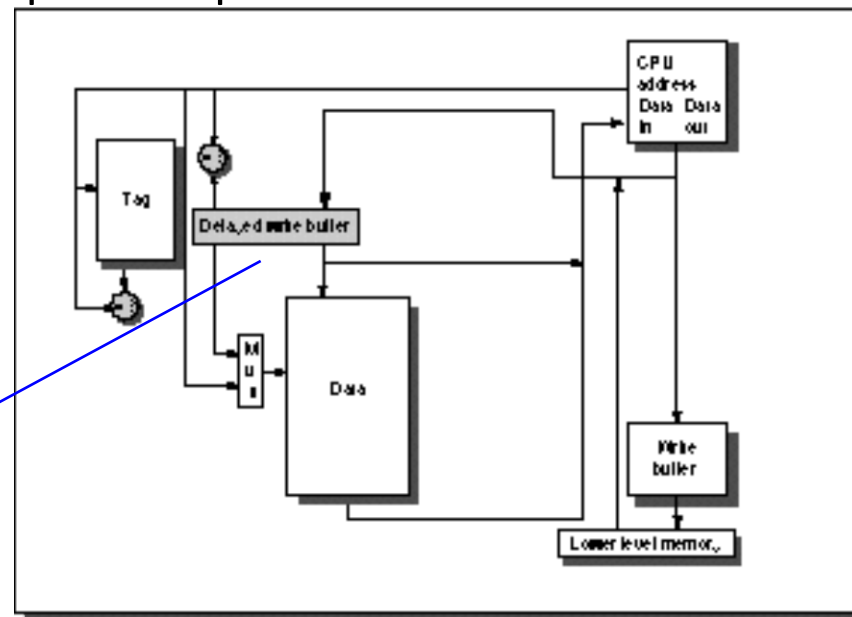 CPU
address
Data Data
in out
=?
Tag
Delayed write buffer
=?
M
u
x
Data
Write
buffer
Lower level memory